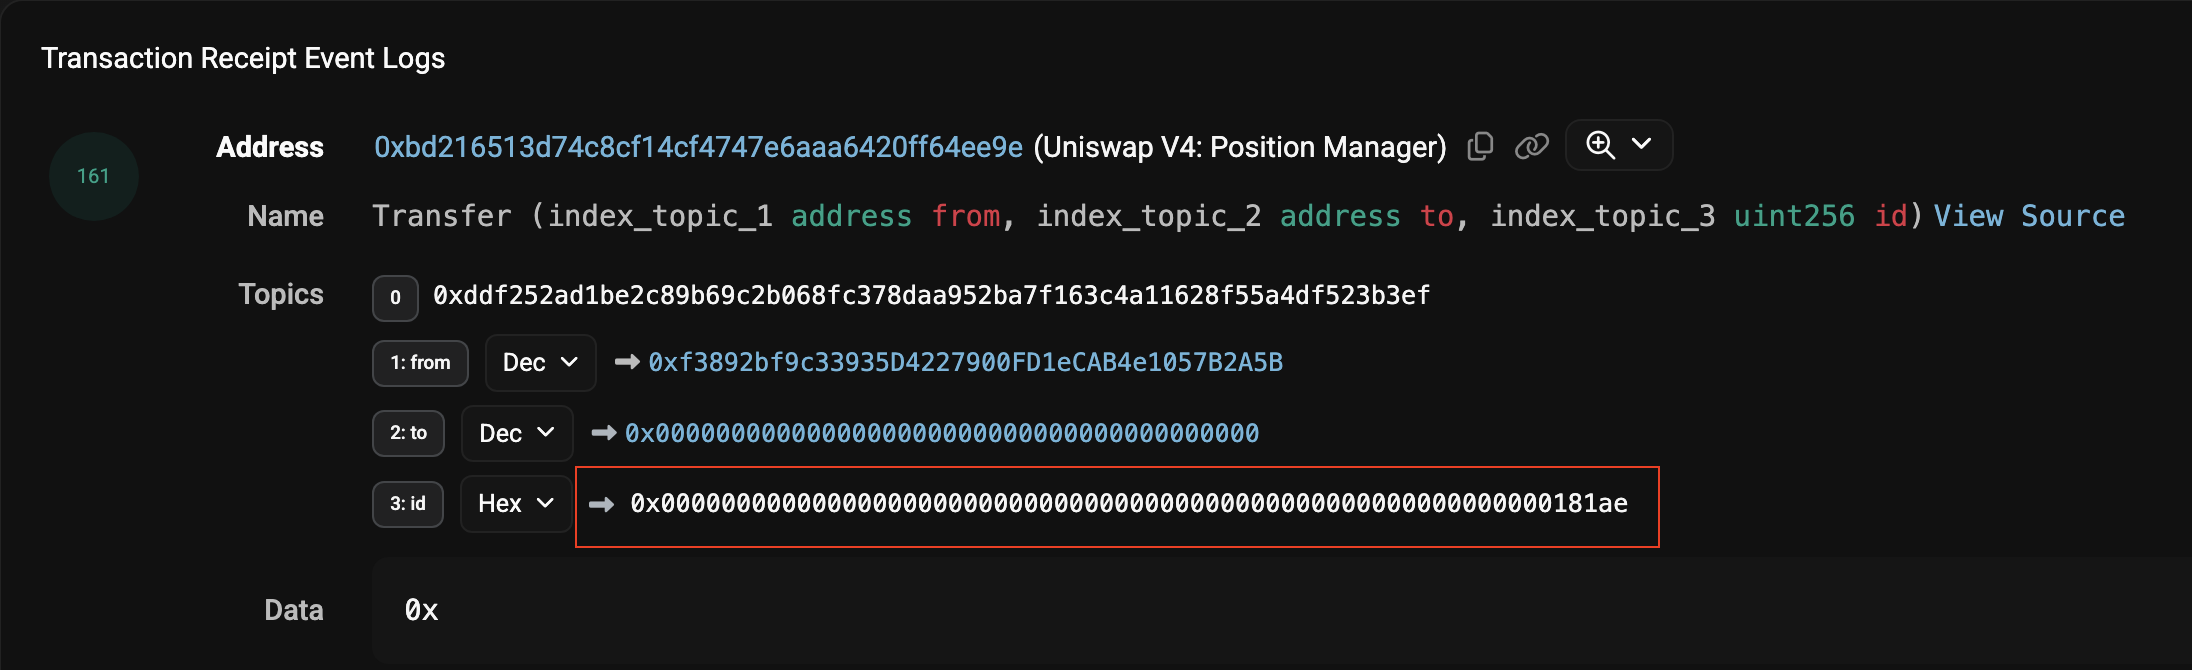 Transaction Receipt Event Logs
161
Address 0xbd216513d74c8cf14cf4747e6aaa6420ff64ee9e (Uniswap V4: Position Manager)
Name Transfer (index_topic_1 address from, index_topic_2 address to, index_topic_3 uint256 id) View Source
Topics 0 0xddf252ad1be2c89b69c2b068fc378daa952ba7f163c4a11628f55a4df523b3ef
1: from Dec 0xf3892bf9c33935D4227900FD1eCAB4e1057B2A5B
2: to Dec 0x0000000000000000000000000000000000000000
3: id Hex 0x00000000000000000000000000000000000000000000000000000000000181ae
Data 0x